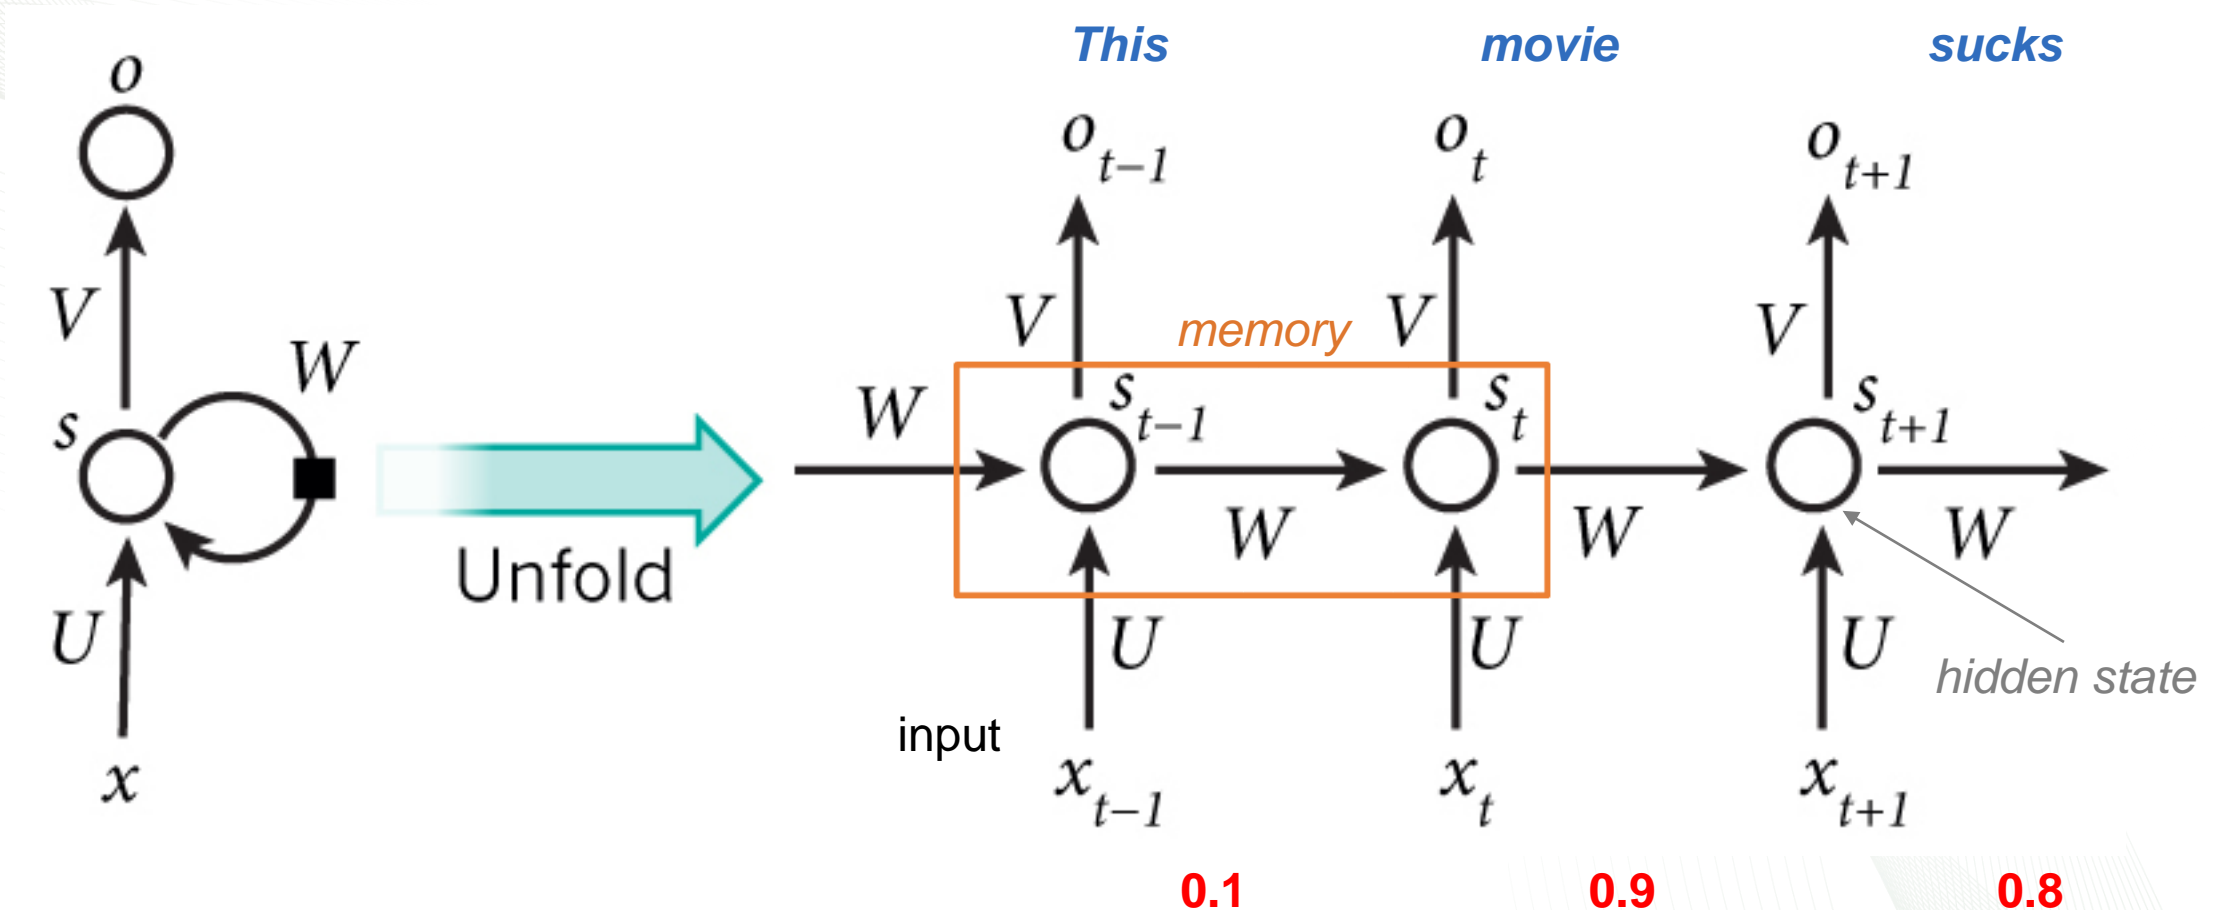 This movie sucks
o
o t−1
o t
o t+1
V
V
memory
V
V
W
W
s
s t−1
s t
s t+1
W
W
W
Unfold
U
U
U
U
hidden state
input
x
x t−1
x t
x t+1
0.1 0.9 0.8